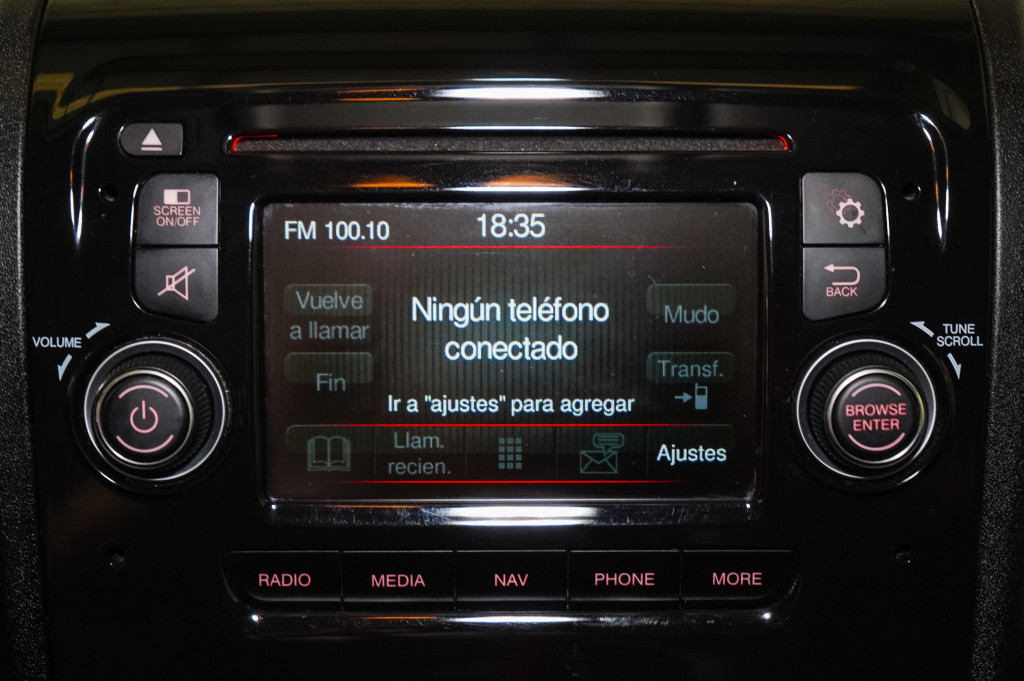 SCREEN
ON/OFF
FM 100.10
18:35
Vuelve
a llamar
Ningún teléfono
conectado
Mudo
BACK
VOLUME
TUNE
SCROLL
Fin
Transf.
Ir a "ajustes" para agregar
BROWSE
ENTER
Llam.
recien.
Ajustes
RADIO
MEDIA
NAV
PHONE
MORE